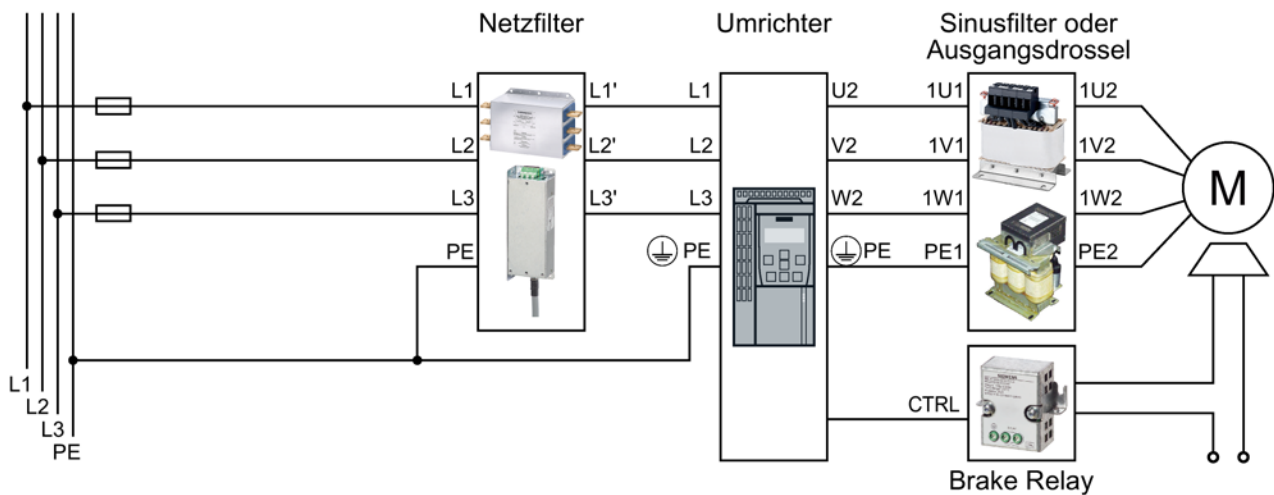 Netzfilter
Umrichter
Sinusfilter oder
Ausgangsdrossel
L1 L1' L1 U2 1U1 1U2
L2 L2' L2 V2 1V1 1V2
M
L3 L3' L3 W2 1W1 1W2
PE PE PE PE1 PE2
L1
L2
L3
PE
CTRL
Brake Relay